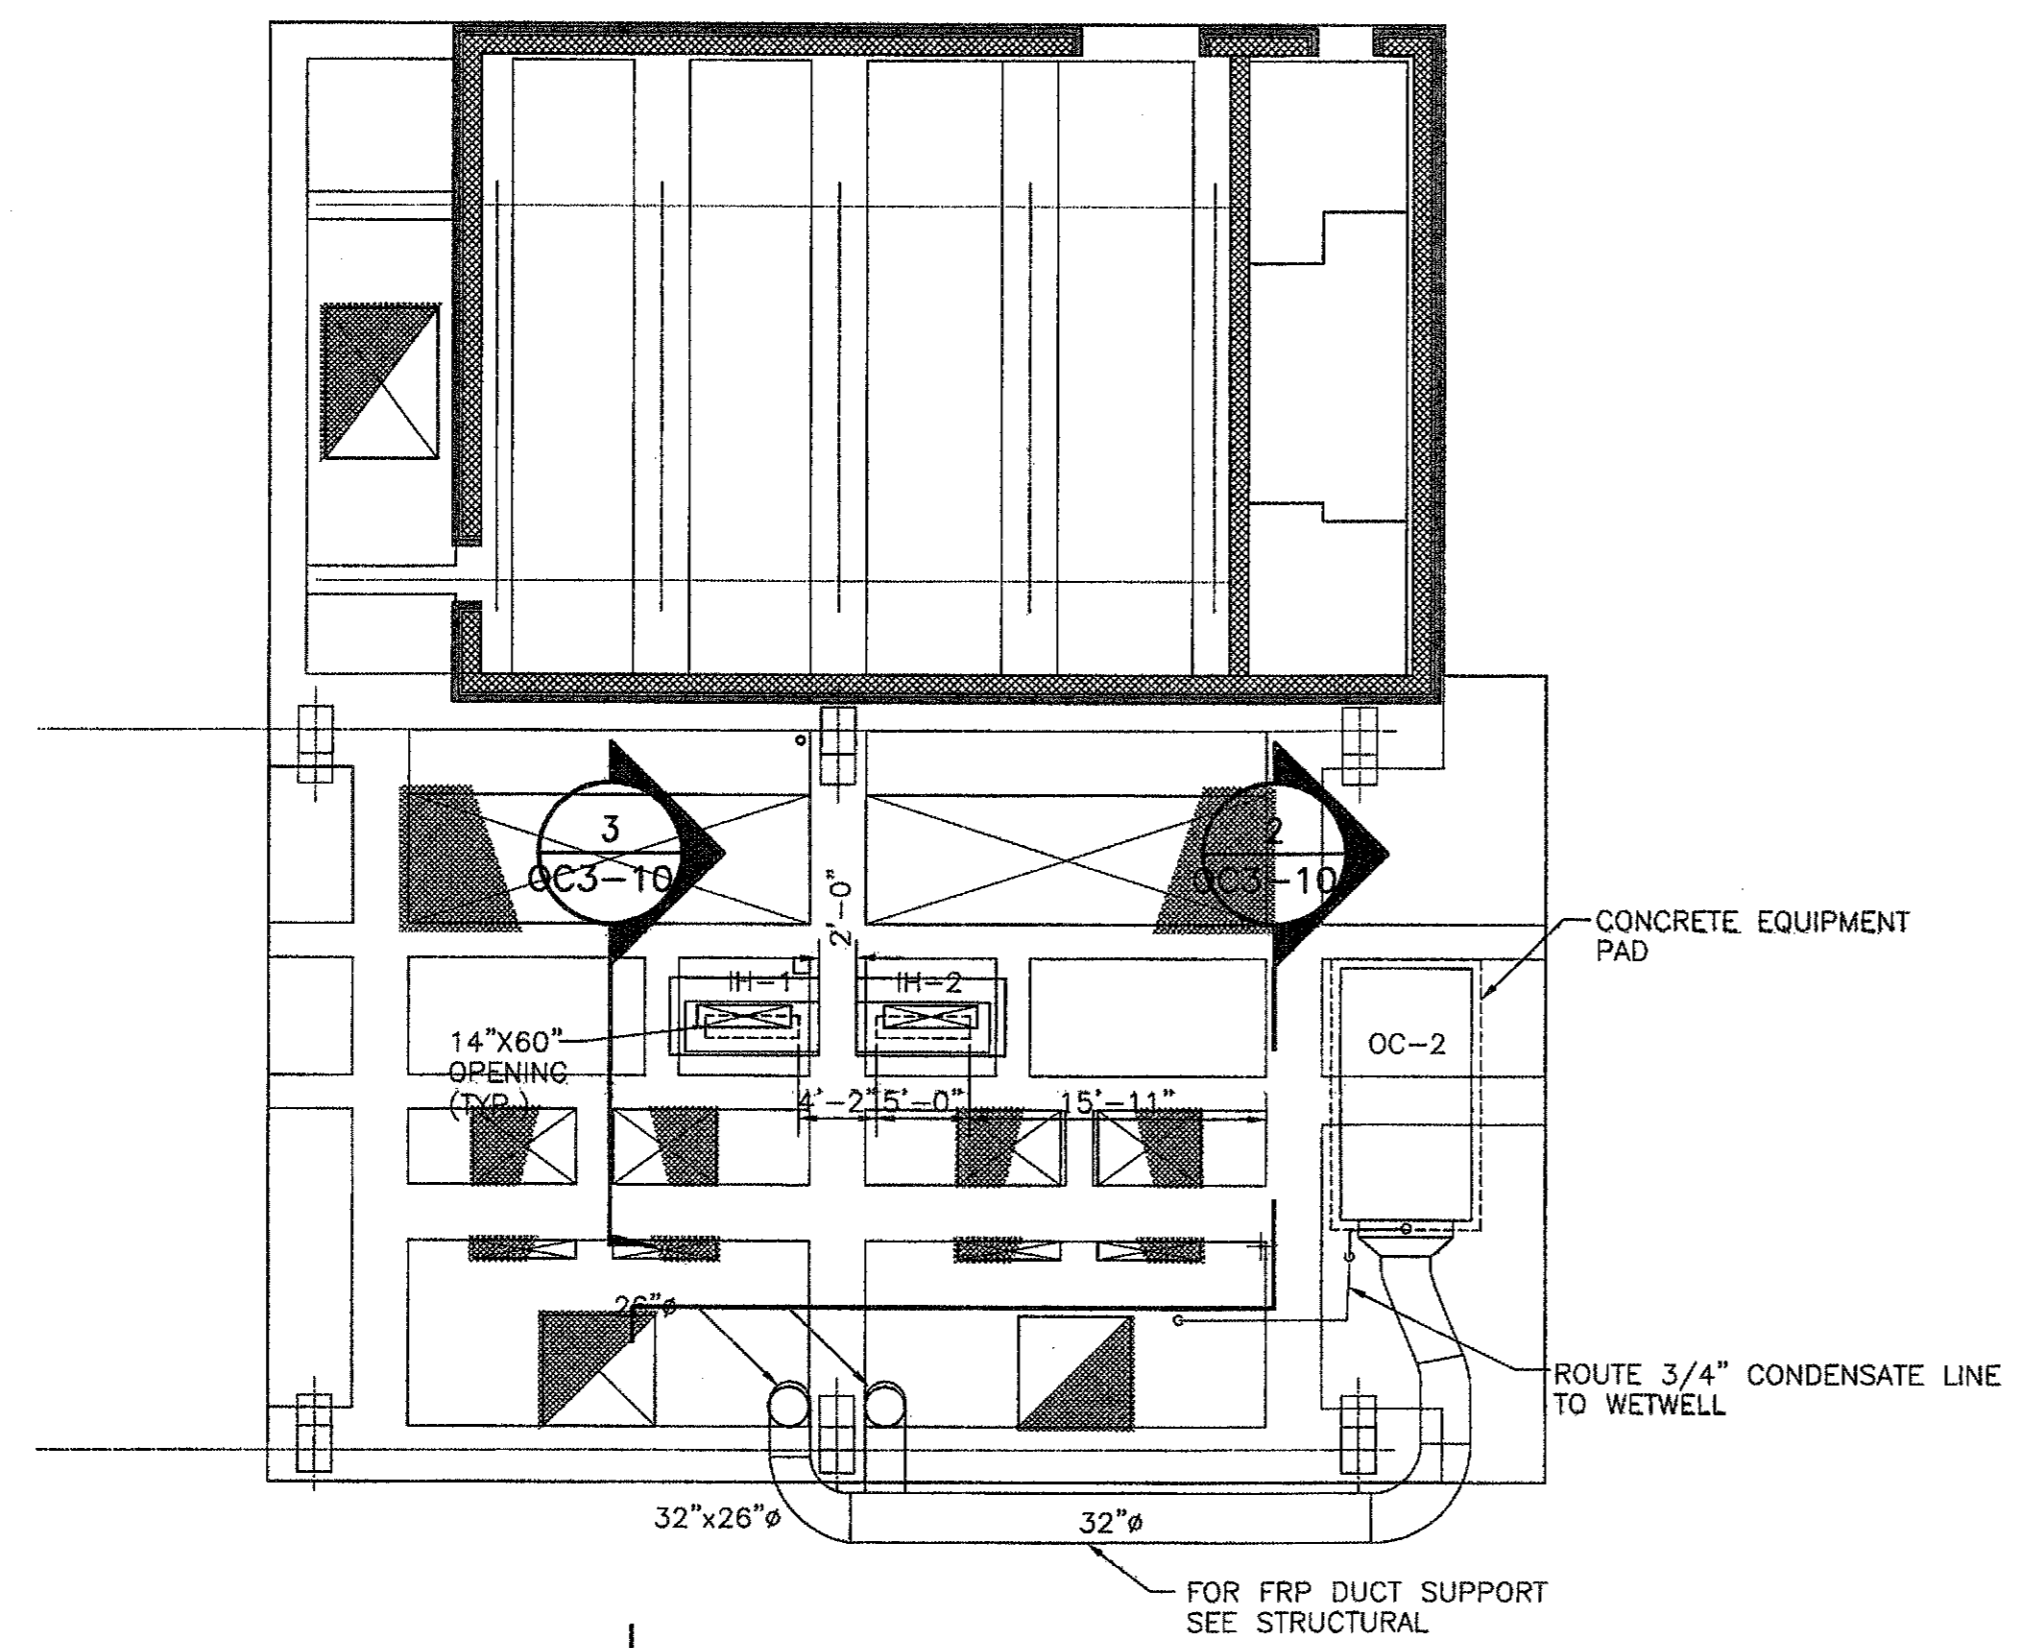 3
OC3-10
2
OC3-10
2'-0"
CONCRETE EQUIPMENT
PAD
IH-1
IH-2
14"X60"
OPENING
(TYP.)
OC-2
4'-2"
5'-0"
15'-11"
26"ø
ROUTE 3/4" CONDENSATE LINE
TO WETWELL
32"x26"ø
32"ø
FOR FRP DUCT SUPPORT
SEE STRUCTURAL